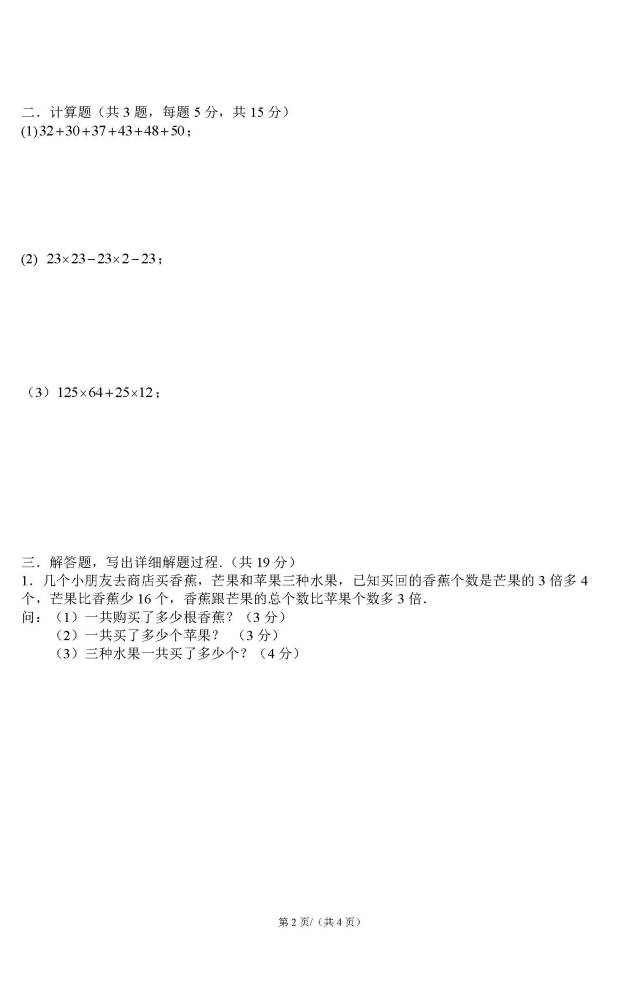 二．计算题（共 3 题，每题 5 分，共 15 分）
(1)32+30+37+43+48+50；
(2) 23×23−23×2−23；
（3）125×64+25×12；
三．解答题，写出详细解题过程.（共 19 分）
1．几个小朋友去商店买香蕉，芒果和苹果三种水果，已知买回的香蕉个数是芒果的 3 倍多 4
个，芒果比香蕉少 16 个，香蕉跟芒果的总个数比苹果个数多 3 倍．
问：（1）一共购买了多少根香蕉？（3 分）
（2）一共买了多少个苹果？ （3 分）
（3）三种水果一共买了多少个？（4 分）
第 2 页/（共 4 页）